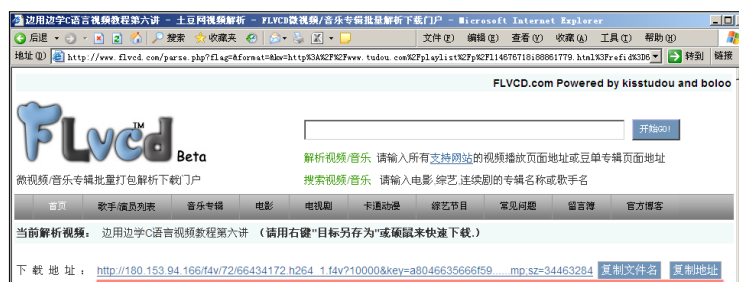 边用边学C语言视频教程第六讲 - 土豆网视频解析 - FLVCD微视频/音乐专辑批量解析下载门户 - Microsoft Internet Explorer
后退 搜索 收藏夹 文件(F) 编辑(E) 查看(V) 收藏(A) 工具(T) 帮助(H)
地址(D) http://www.flvcd.com/parse.php?flag=&format=&kw=http%3A%2F%2Fwww.tudou.com%2Fplaylist%2Fp%2Fl14676718i88861779.html%3Frefid%3D6 转到 链接
FLVCD.com Powered by kisstudou and boloo
FLvcd TM Beta
开始GO!
解析视频/音乐 请输入所有支持网站的视频播放页面地址或豆单专辑页面地址
微视频/音乐专辑批量打包解析下载门户
搜索视频/音乐 请输入电影,综艺,连续剧的专辑名称或歌手名
首页 歌手/演员列表 音乐专辑 电影 电视剧 卡通动漫 综艺节目 常见问题 留言簿 官方博客
当前解析视频： 边用边学C语言视频教程第六讲 （请用右键"目标另存为"或硕鼠来快速下载.）
下载地址： http://180.153.94.166/f4v/72/66434172.h264_1.f4v?10000&key=a8046635666f59......mp;sz=34463284 复制文件名 复制地址